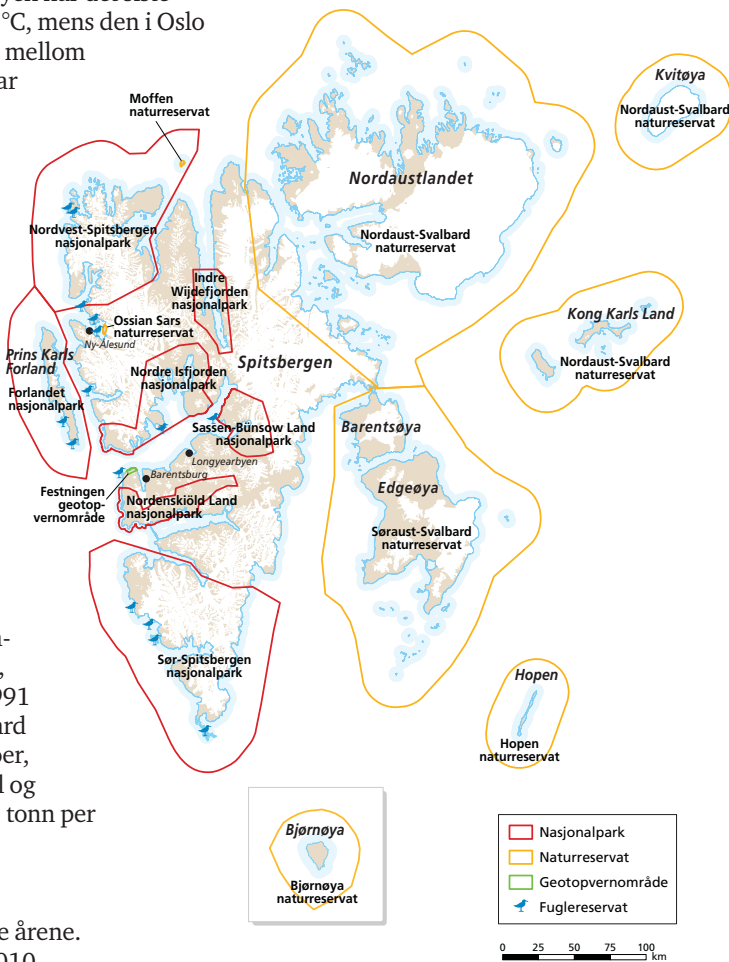 °C, mens den i Oslo
mellom
Moffen
naturreservat
Kvitøya
Nordaust-Svalbard
naturreservat
Nordaustlandet
Nordvest-Spitsbergen
nasjonalpark
Nordaust-Svalbard
naturreservat
Indre
Wijdefjorden
nasjonalpark
Ossian Sars
naturreservat
Ny-Ålesund
Kong Karls Land
Nordaust-Svalbard
naturreservat
Prins Karls
Forland
Forlandet
nasjonalpark
Nordre Isfjorden
nasjonalpark
Spitsbergen
Sassen-Bünsow Land
nasjonalpark
Barentsøya
Longyearbyen
Barentsburg
Edgeøya
Festningen
geotop-
vernområde
Nordenskiöld Land
nasjonalpark
Søraust-Svalbard
naturreservat
Sør-Spitsbergen
nasjonalpark
Hopen
Hopen
naturreservat
991
og
tonn per
Bjørnøya
Bjørnøya
naturreservat
Nasjonalpark
Naturreservat
Geotopvernområde
Fuglereservat
e årene.
0 25 50 75 100
km